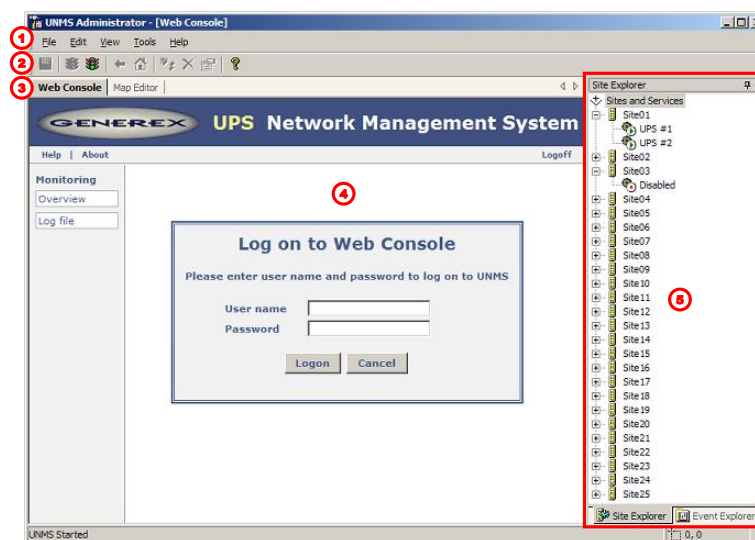 UNMS Administrator - [Web Console]
1
File Edit View Tools Help
2
3
Web Console Map Editor
GENEREX UPS Network Management System
Help | About Logoff
Monitoring
Overview
Log file
4
Log on to Web Console
Please enter user name and password to log on to UNMS
User name
Password
Logon Cancel
Site Explorer
Sites and Services
Site01
UPS #1
UPS #2
Site02
Site03
Disabled
Site04
Site05
Site06
Site07
Site08
Site09
Site10
Site11
5
Site12
Site13
Site14
Site15
Site16
Site17
Site18
Site19
Site20
Site21
Site22
Site23
Site24
Site25
Site Explorer Event Explorer
UNMS Started 0, 0